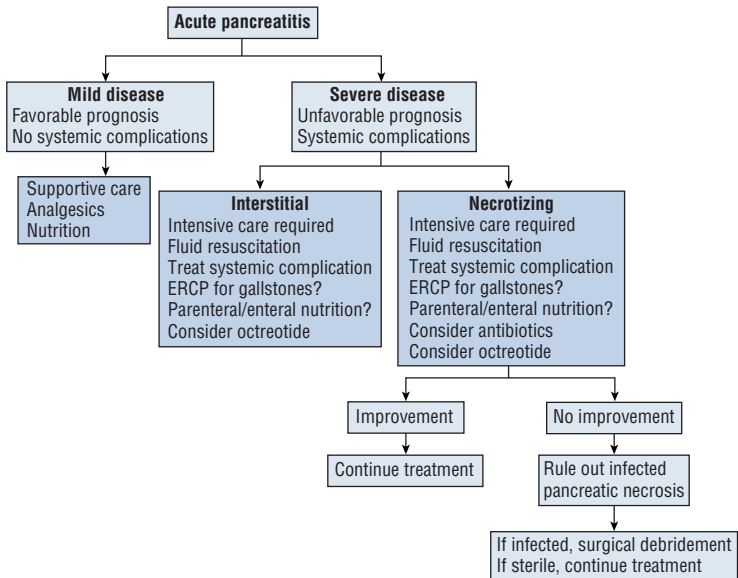 Acute pancreatitis
Mild disease
Favorable prognosis
No systemic complications
Severe disease
Unfavorable prognosis
Systemic complications
Supportive care
Analgesics
Nutrition
Interstitial
Intensive care required
Fluid resuscitation
Treat systemic complication
ERCP for gallstones?
Parenteral/enteral nutrition?
Consider octreotide
Necrotizing
Intensive care required
Fluid resuscitation
Treat systemic complication
ERCP for gallstones?
Parenteral/enteral nutrition?
Consider antibiotics
Consider octreotide
Improvement
No improvement
Continue treatment
Rule out infected
pancreatic necrosis
If infected, surgical debridement
If sterile, continue treatment